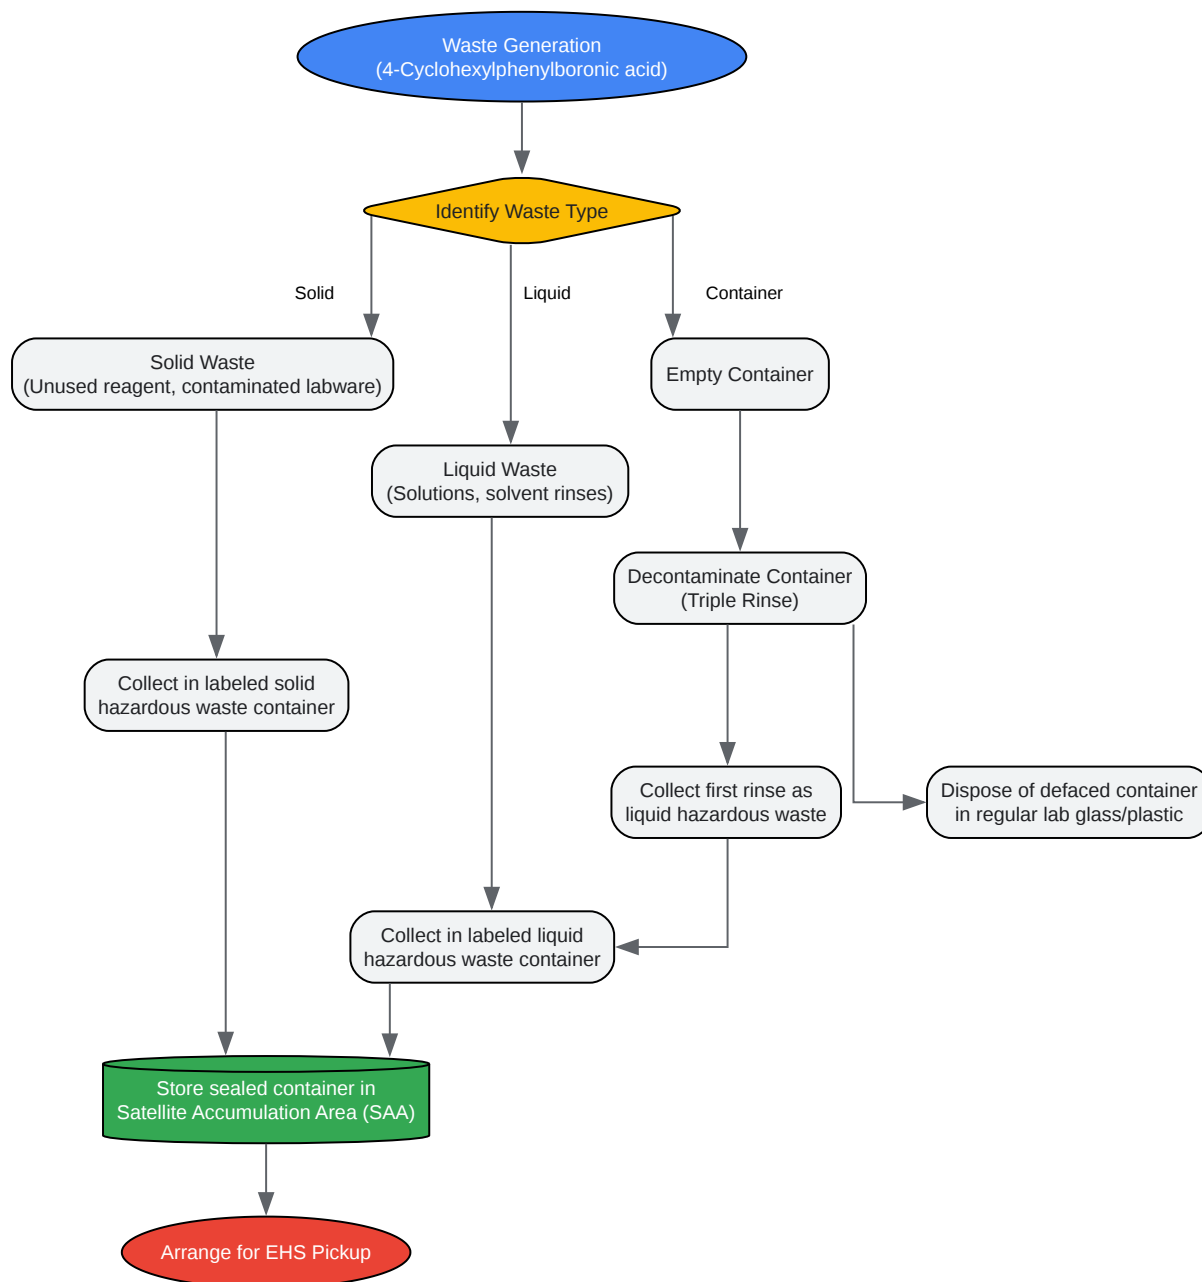 Waste Generation
(4-Cyclohexylphenylboronic acid)
Identify Waste Type
Solid
Liquid
Container
Solid Waste
(Unused reagent, contaminated labware)
Empty Container
Liquid Waste
(Solutions, solvent rinses)
Decontaminate Container
(Triple Rinse)
Collect in labeled solid
hazardous waste container
Collect first rinse as
liquid hazardous waste
Dispose of defaced container
in regular lab glass/plastic
Collect in labeled liquid
hazardous waste container
Store sealed container in
Satellite Accumulation Area (SAA)
Arrange for EHS Pickup